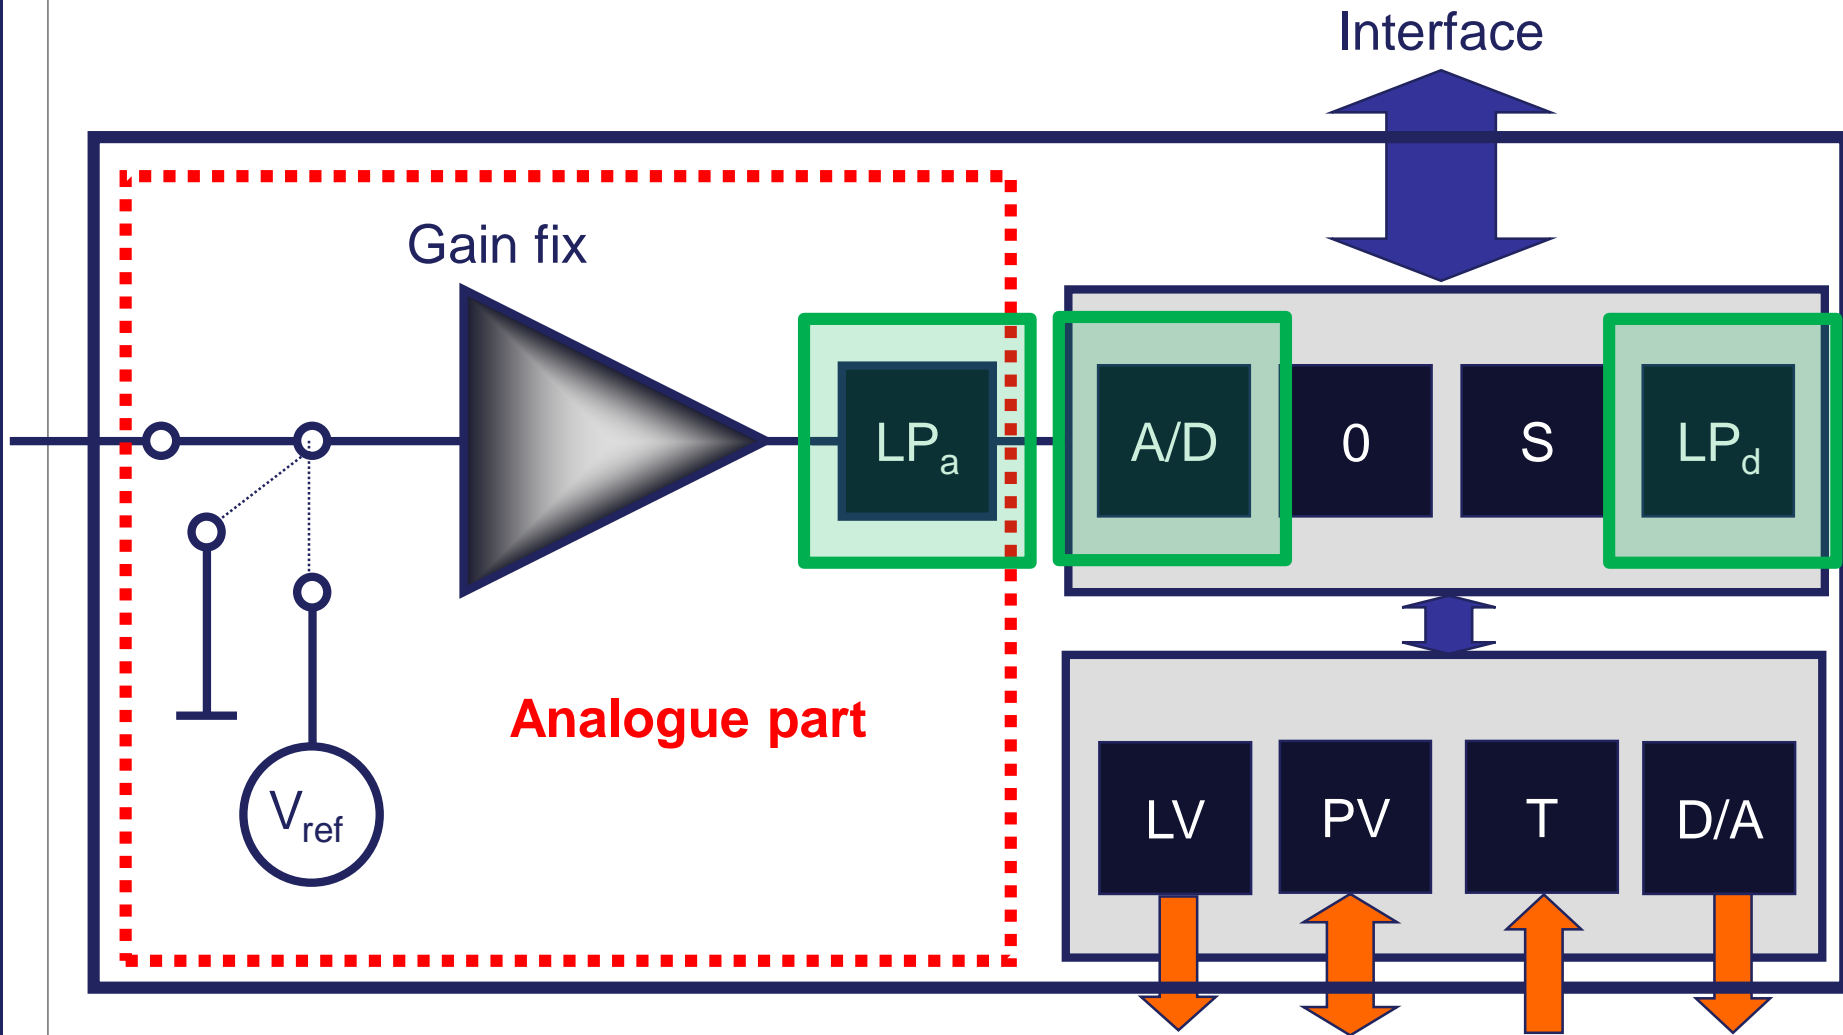 Interface
Gain fix
LPa
A/D
0
S
LPd
Analogue part
Vref
LV
PV
T
D/A